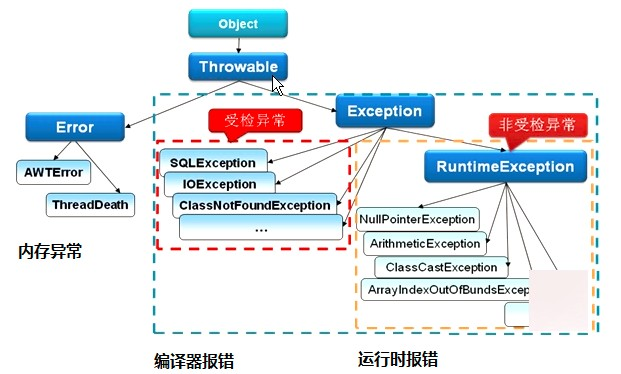 Object
Throwable
Exception
受检异常
非受检异常
Error
SQLException
RuntimeException
AWTError
IOException
ThreadDeath
ClassNotFoundException
...
NullPointerException
内存异常
ArithmeticException
ClassCastException
ArrayIndexOutOfBundsExcep
编译器报错
运行时报错